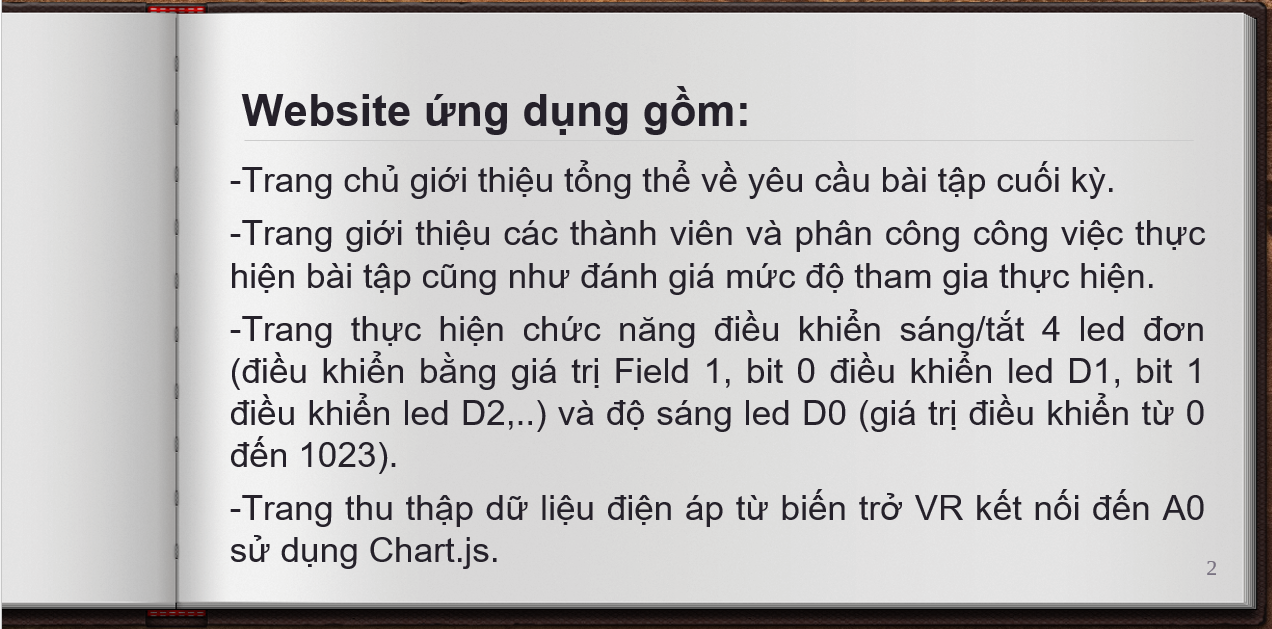 Website ứng dụng gồm:
-Trang chủ giới thiệu tổng thể về yêu cầu bài tập cuối kỳ.
-Trang giới thiệu các thành viên và phân công công việc thực
hiện bài tập cũng như đánh giá mức độ tham gia thực hiện.
-Trang thực hiện chức năng điều khiển sáng/tắt 4 led đơn
(điều khiển bằng giá trị Field 1, bit 0 điều khiển led D1, bit 1
điều khiển led D2,..) và độ sáng led D0 (giá trị điều khiển từ 0
đến 1023).
-Trang thu thập dữ liệu điện áp từ biến trở VR kết nối đến A0
sử dụng Chart.js.
2